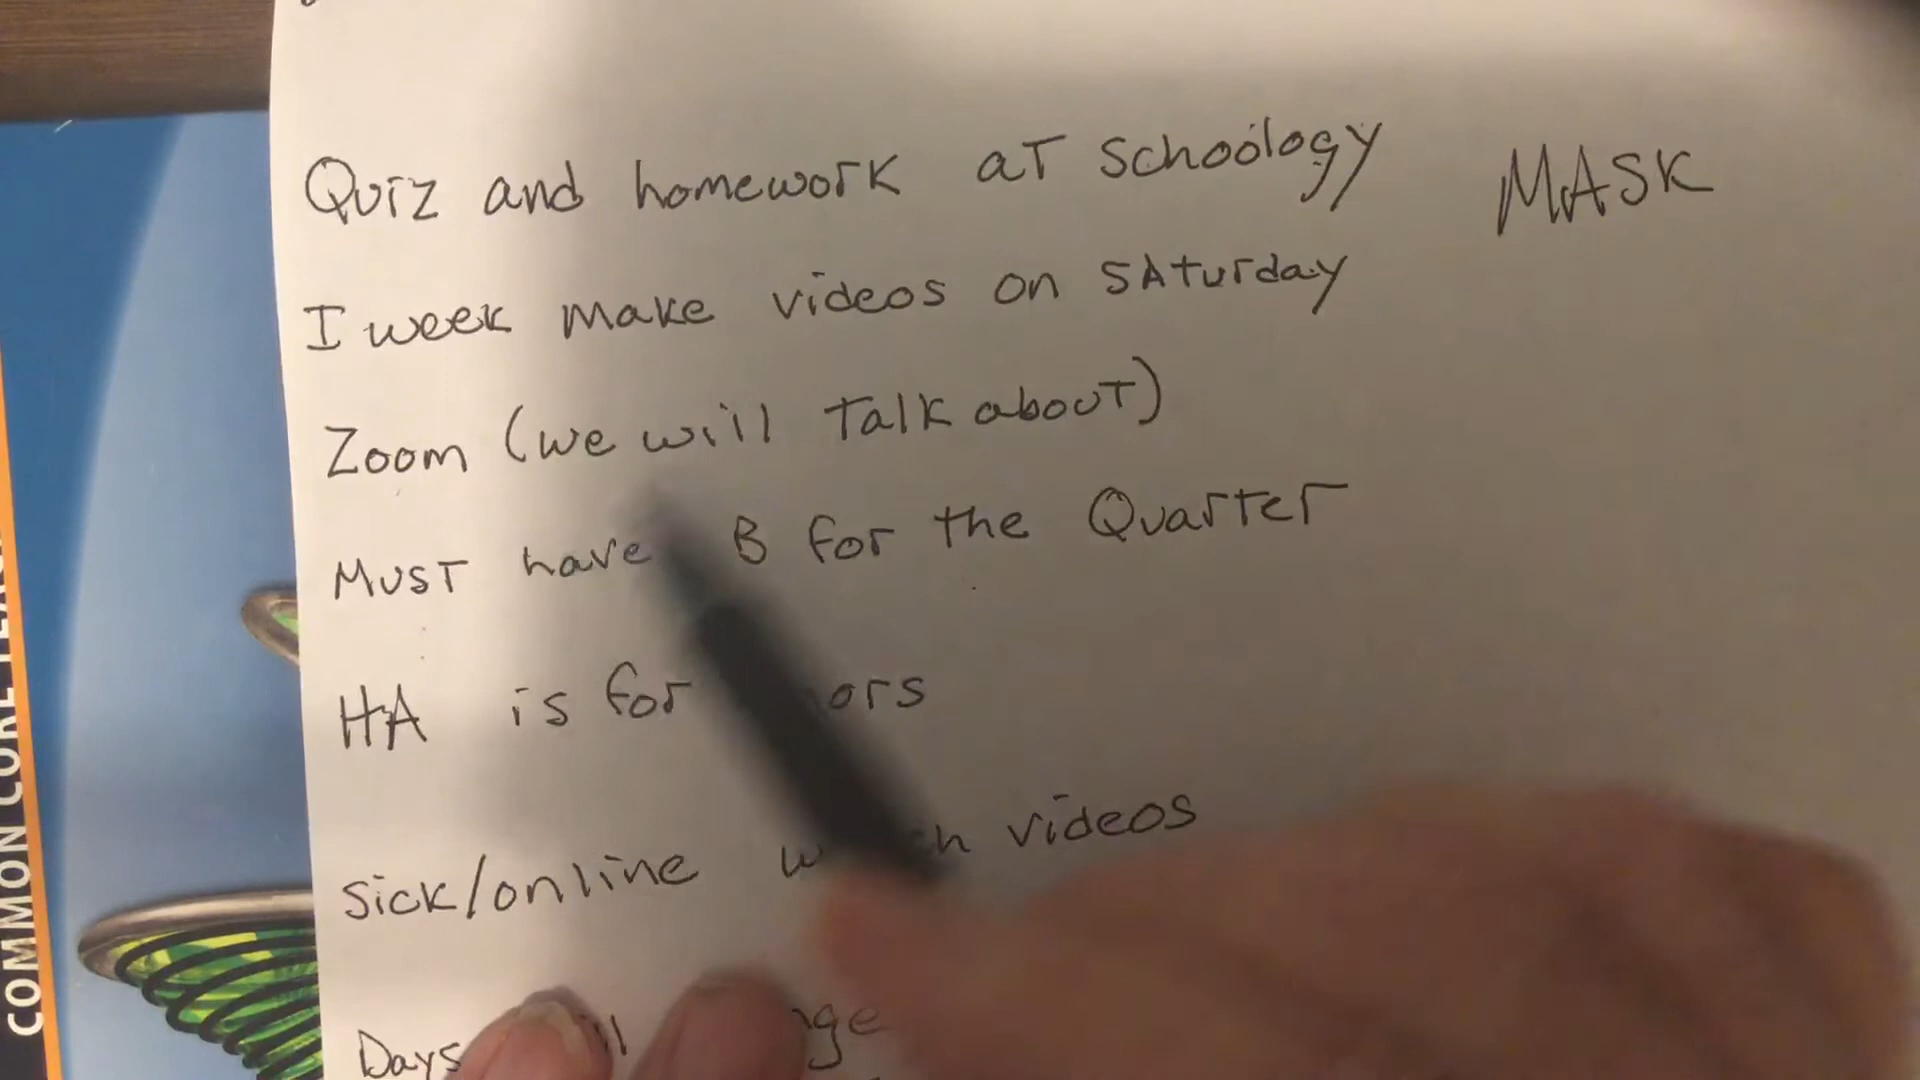 Quiz and homework at schoology
MASK
I week make videos on Saturday
Zoom (we will Talk about)
Must have B for the Quarter
HA is for
sick/online videos
Days
COMMON CORE